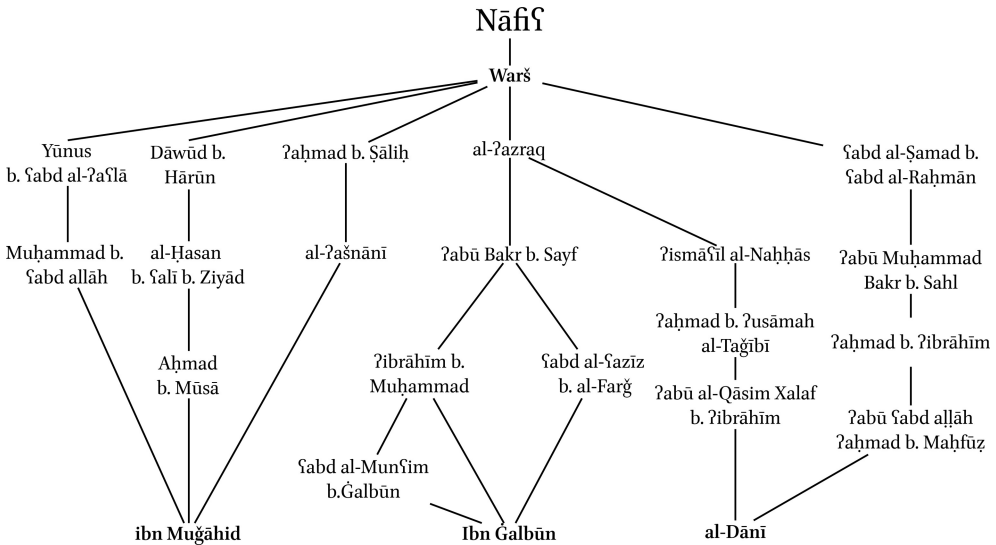 Nāfiʕ
Warš
Yūnus
b. ʕabd al-ʔaʕlā
Dāwūd b.
Hārūn
ʔaḥmad b. Ṣāliḥ
al-ʔazraq
ʕabd al-Ṣamad b.
ʕabd al-Raḥmān
Muḥammad b.
ʕabd allāh
al-Ḥasan
b. ʕalī b. Ziyād
al-ʔašnānī
ʔabū Bakr b. Sayf
ʔismāʕīl al-Naḥḥās
ʔabū Muḥammad
Bakr b. Sahl
ʔaḥmad b. ʔusāmah
al-Taǧībī
ʔaḥmad b. ʔibrāhīm
Aḥmad
b. Mūsā
ʔibrāhīm b.
Muḥammad
ʕabd al-ʕazīz
b. al-Farǧ
ʔabū al-Qāsim Xalaf
b. ʔibrāhīm
ʔabū ʕabd aḷḷāh
ʔaḥmad b. Maḥfūẓ
ʕabd al-Munʕim
b.Ġalbūn
ibn Muǧāhid
Ibn Ġalbūn
al-Dānī